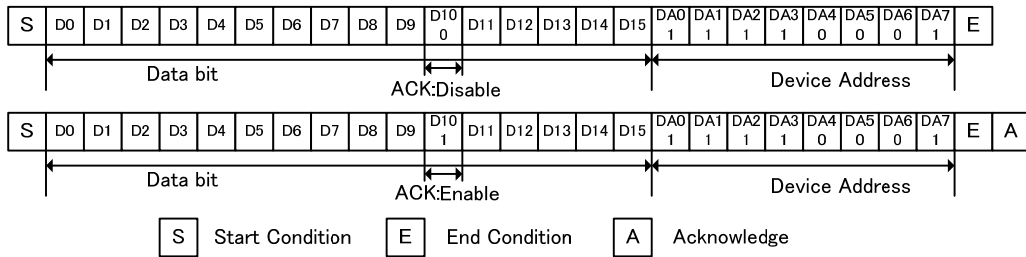 S D0 D1 D2 D3 D4 D5 D6 D7 D8 D9 D10 D11 D12 D13 D14 D15 DA0 DA1 DA2 DA3 DA4 DA5 DA6 DA7 E
0 1 1 1 1 0 0 0 1
Data bit Device Address
ACK:Disable
S D0 D1 D2 D3 D4 D5 D6 D7 D8 D9 D10 D11 D12 D13 D14 D15 DA0 DA1 DA2 DA3 DA4 DA5 DA6 DA7 E A
1 1 1 1 1 0 0 0 1
Data bit Device Address
ACK:Enable
S Start Condition E End Condition A Acknowledge